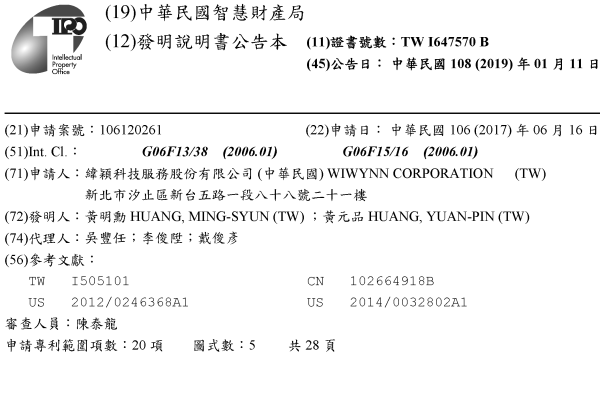 (19)中華民國智慧財產局
TIPO
Intellectual
Property
Office
(12)發明說明書公告本 (11)證書號數：TW I647570 B
(45)公告日： 中華民國 108 (2019) 年 01 月 11 日
(21)申請案號：106120261 (22)申請日： 中華民國 106 (2017) 年 06 月 16 日
(51)Int. Cl.： G06F13/38 (2006.01) G06F15/16 (2006.01)
(71)申請人：緯穎科技服務股份有限公司 (中華民國) WIWYNN CORPORATION (TW)
新北市汐止區新台五路一段八十八號二十一樓
(72)發明人：黃明勳 HUANG, MING-SYUN (TW) ；黃元品 HUANG, YUAN-PIN (TW)
(74)代理人：吳豐任；李俊陞；戴俊彥
(56)參考文獻：
TW I505101 CN 102664918B
US 2012/0246368A1 US 2014/0032802A1
審查人員：陳泰龍
申請專利範圍項數：20 項 圖式數：5 共 28 頁